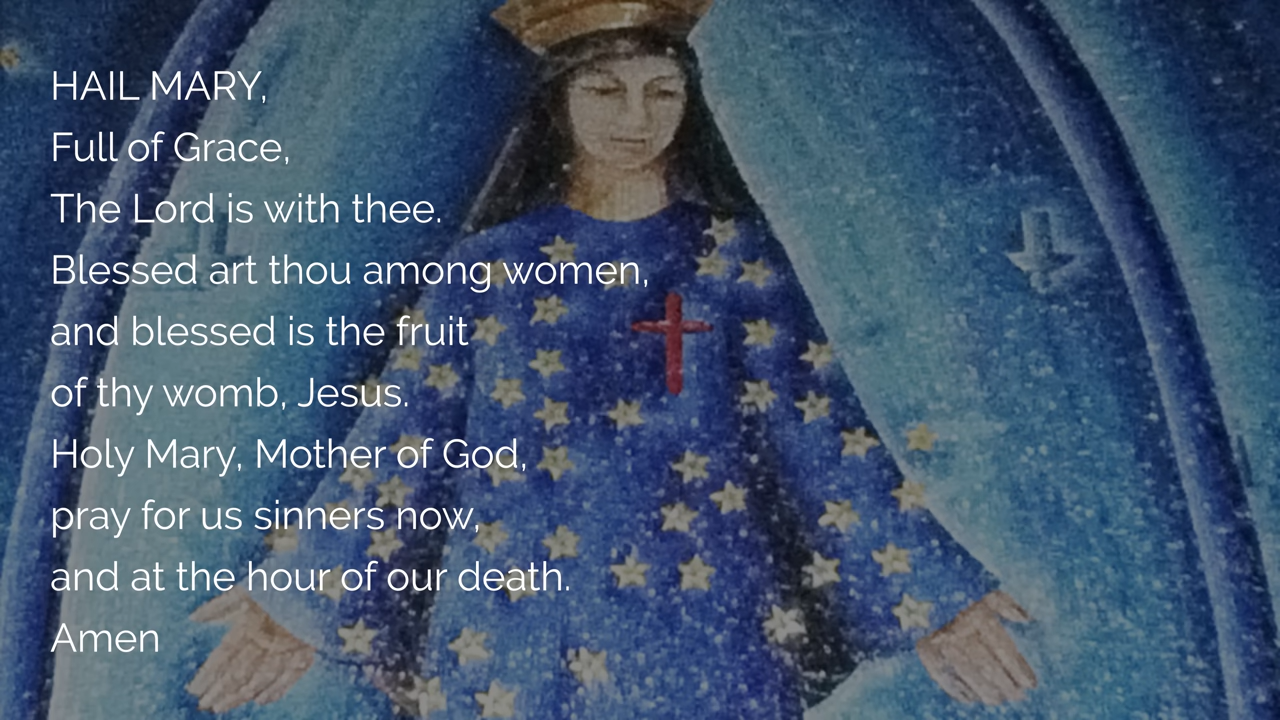 HAIL MARY,
Full of Grace,
The Lord is with thee.
Blessed art thou among women,
and blessed is the fruit
of thy womb, Jesus.
Holy Mary, Mother of God,
pray for us sinners now,
and at the hour of our death.
Amen